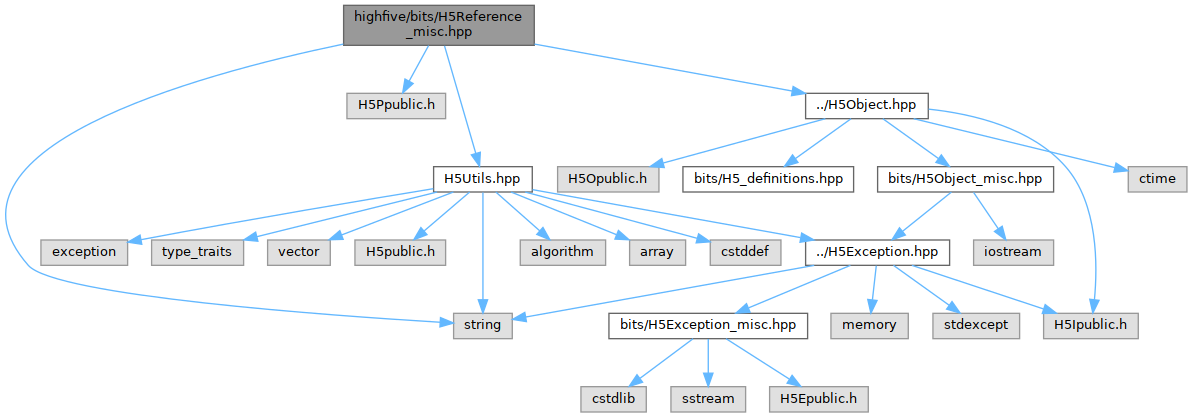 highfive/bits/H5Reference
_misc.hpp
H5Ppublic.h
../H5Object.hpp
H5Utils.hpp
H5Opublic.h
bits/H5_definitions.hpp
bits/H5Object_misc.hpp
ctime
exception
type_traits
vector
H5public.h
algorithm
array
cstddef
../H5Exception.hpp
iostream
string
bits/H5Exception_misc.hpp
memory
stdexcept
H5Ipublic.h
cstdlib
sstream
H5Epublic.h